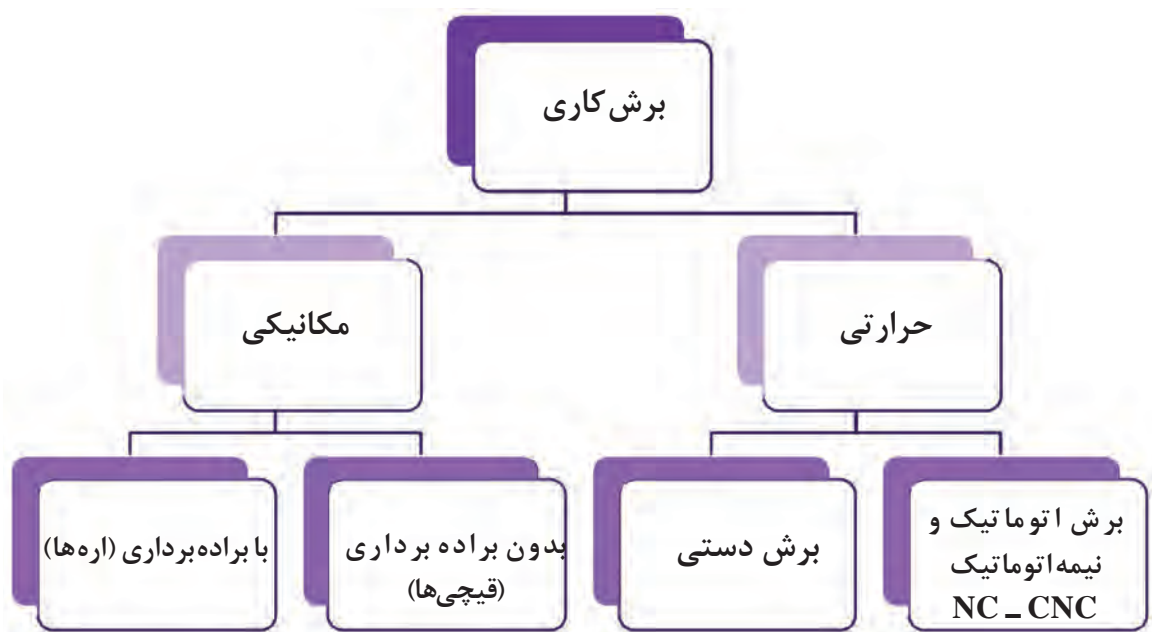 برش کاری
حرارتی
مکانیکی
برش اتوماتیک و
نیمه اتوماتیک
NC ـ CNC
برش دستی
بدون براده برداری
(قیچی‌ها)
با براده‌برداری (اره‌ها)